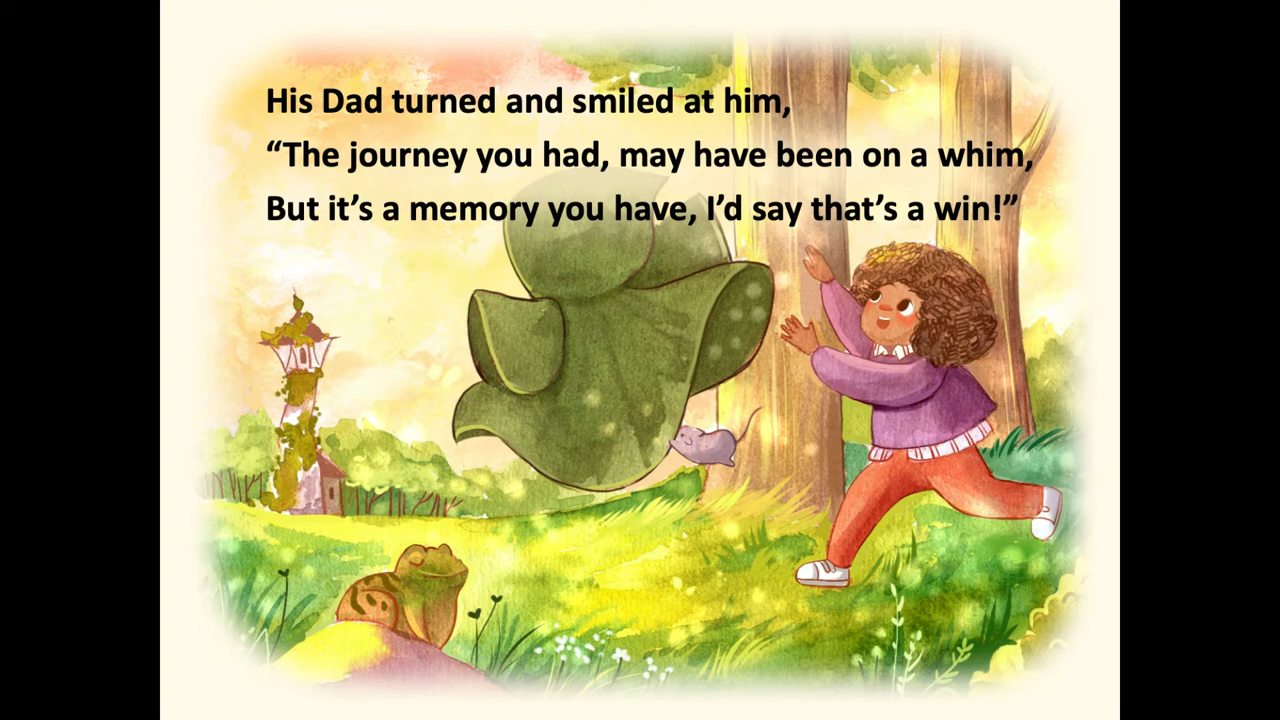 His Dad turned and smiled at him,
“The journey you had, may have been on a whim,
But it’s a memory you have, I’d say that’s a win!”